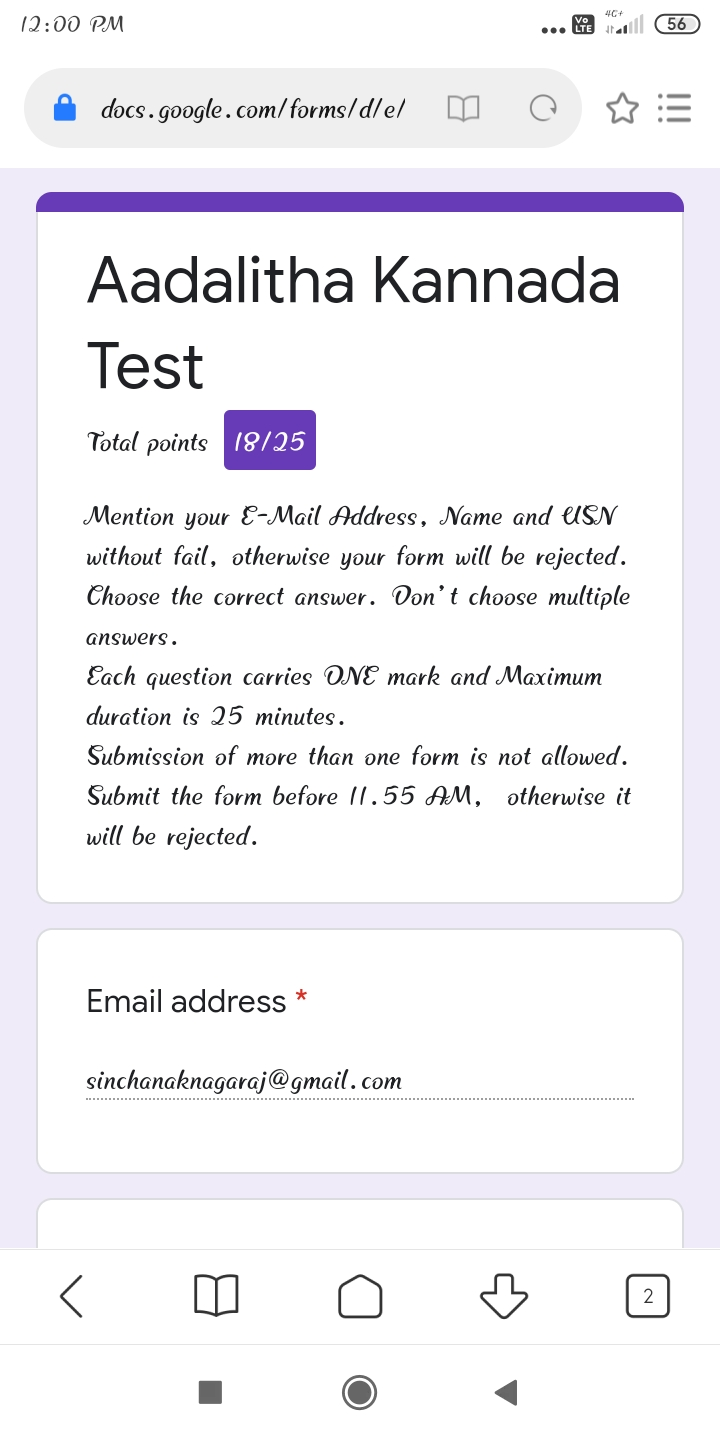 12:00 PM
Vo LTE
4G+
56
docs.google.com/forms/d/e/
Aadalitha Kannada
Test
Total points 18/25
Mention your E-Mail Address, Name and USN
without fail, otherwise your form will be rejected.
Choose the correct answer. Don't choose multiple
answers.
Each question carries ONE mark and Maximum
duration is 25 minutes.
Submission of more than one form is not allowed.
Submit the form before 11.55 AM, otherwise it
will be rejected.
Email address *
sinchanaknagaraj@gmail.com
2